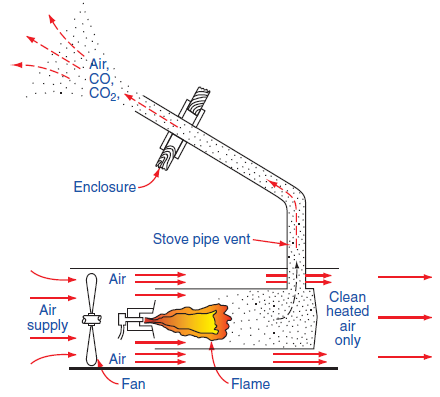 Air,
CO,
CO2,
Enclosure
Stove pipe vent
Air
Air
supply
Clean
heated
air
only
Air
Fan
Flame